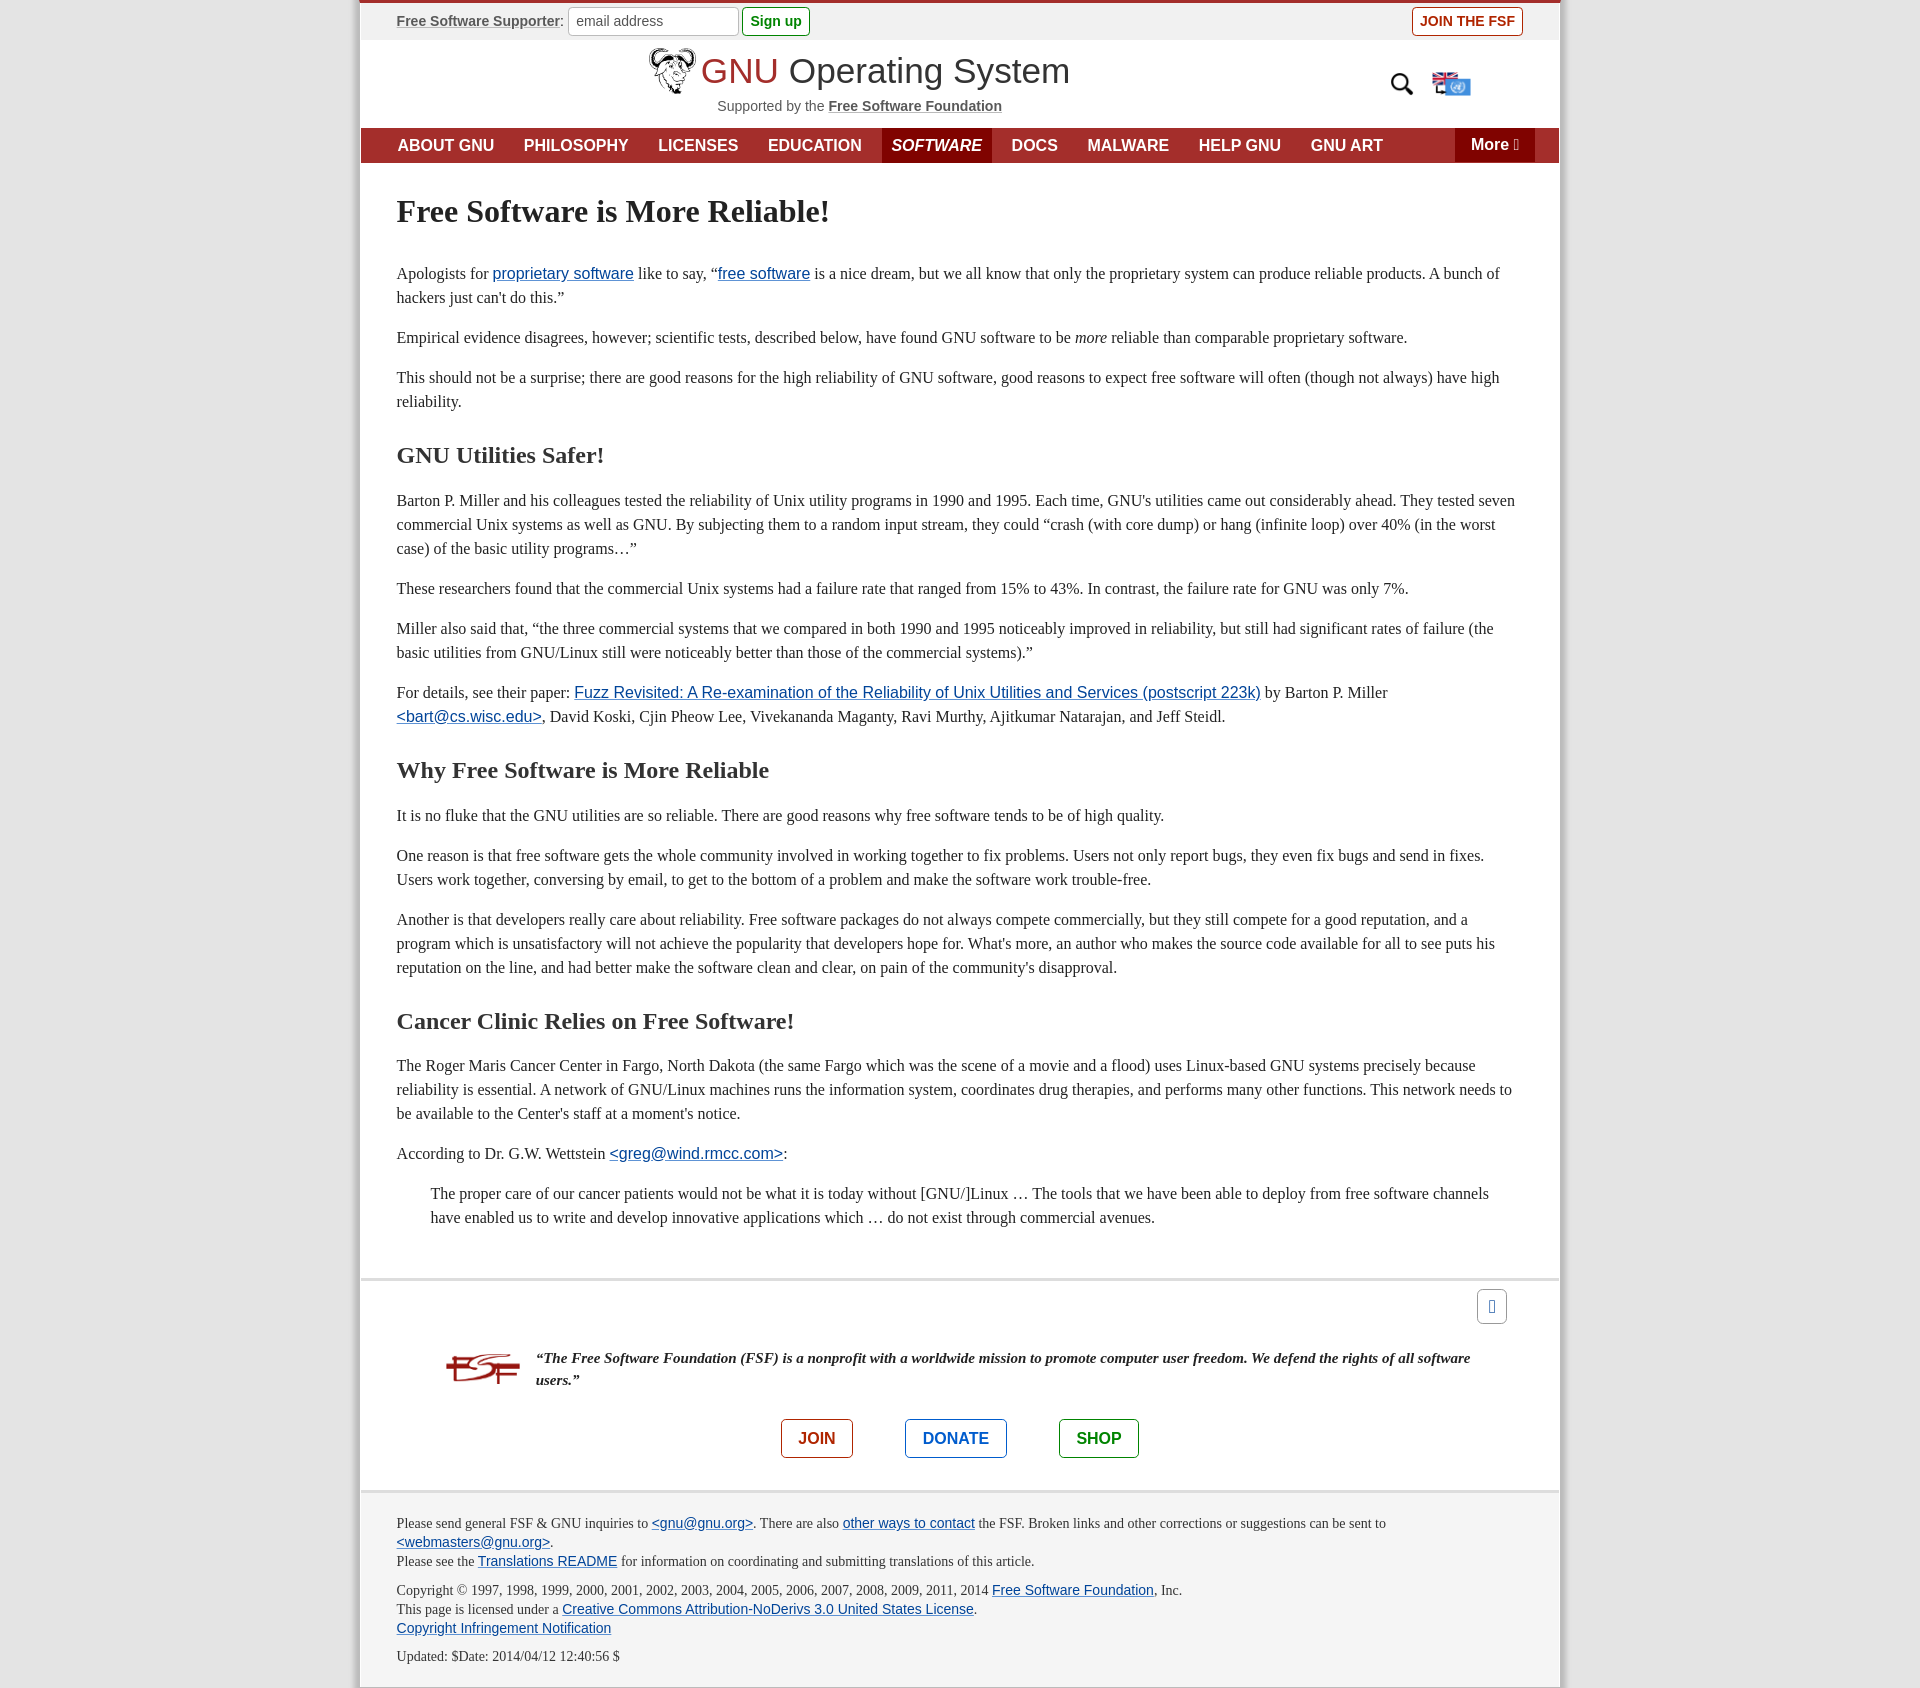 Free Software Supporter: email address Sign up JOIN THE FSF
GNU Operating System
Supported by the Free Software Foundation
ABOUT GNU PHILOSOPHY LICENSES EDUCATION SOFTWARE DOCS MALWARE HELP GNU GNU ART More
Free Software is More Reliable!
Apologists for proprietary software like to say, “free software is a nice dream, but we all know that only the proprietary system can produce reliable products. A bunch of
hackers just can't do this.”
Empirical evidence disagrees, however; scientific tests, described below, have found GNU software to be more reliable than comparable proprietary software.
This should not be a surprise; there are good reasons for the high reliability of GNU software, good reasons to expect free software will often (though not always) have high
reliability.
GNU Utilities Safer!
Barton P. Miller and his colleagues tested the reliability of Unix utility programs in 1990 and 1995. Each time, GNU's utilities came out considerably ahead. They tested seven
commercial Unix systems as well as GNU. By subjecting them to a random input stream, they could “crash (with core dump) or hang (infinite loop) over 40% (in the worst
case) of the basic utility programs…”
These researchers found that the commercial Unix systems had a failure rate that ranged from 15% to 43%. In contrast, the failure rate for GNU was only 7%.
Miller also said that, “the three commercial systems that we compared in both 1990 and 1995 noticeably improved in reliability, but still had significant rates of failure (the
basic utilities from GNU/Linux still were noticeably better than those of the commercial systems).”
For details, see their paper: Fuzz Revisited: A Re-examination of the Reliability of Unix Utilities and Services (postscript 223k) by Barton P. Miller
<bart@cs.wisc.edu>, David Koski, Cjin Pheow Lee, Vivekananda Maganty, Ravi Murthy, Ajitkumar Natarajan, and Jeff Steidl.
Why Free Software is More Reliable
It is no fluke that the GNU utilities are so reliable. There are good reasons why free software tends to be of high quality.
One reason is that free software gets the whole community involved in working together to fix problems. Users not only report bugs, they even fix bugs and send in fixes.
Users work together, conversing by email, to get to the bottom of a problem and make the software work trouble-free.
Another is that developers really care about reliability. Free software packages do not always compete commercially, but they still compete for a good reputation, and a
program which is unsatisfactory will not achieve the popularity that developers hope for. What's more, an author who makes the source code available for all to see puts his
reputation on the line, and had better make the software clean and clear, on pain of the community's disapproval.
Cancer Clinic Relies on Free Software!
The Roger Maris Cancer Center in Fargo, North Dakota (the same Fargo which was the scene of a movie and a flood) uses Linux-based GNU systems precisely because
reliability is essential. A network of GNU/Linux machines runs the information system, coordinates drug therapies, and performs many other functions. This network needs to
be available to the Center's staff at a moment's notice.
According to Dr. G.W. Wettstein <greg@wind.rmcc.com>:
The proper care of our cancer patients would not be what it is today without [GNU/]Linux … The tools that we have been able to deploy from free software channels
have enabled us to write and develop innovative applications which … do not exist through commercial avenues.
FSF
“The Free Software Foundation (FSF) is a nonprofit with a worldwide mission to promote computer user freedom. We defend the rights of all software
users.”
JOIN DONATE SHOP
Please send general FSF & GNU inquiries to <gnu@gnu.org>. There are also other ways to contact the FSF. Broken links and other corrections or suggestions can be sent to
<webmasters@gnu.org>.
Please see the Translations README for information on coordinating and submitting translations of this article.
Copyright © 1997, 1998, 1999, 2000, 2001, 2002, 2003, 2004, 2005, 2006, 2007, 2008, 2009, 2011, 2014 Free Software Foundation, Inc.
This page is licensed under a Creative Commons Attribution-NoDerivs 3.0 United States License.
Copyright Infringement Notification
Updated: $Date: 2014/04/12 12:40:56 $